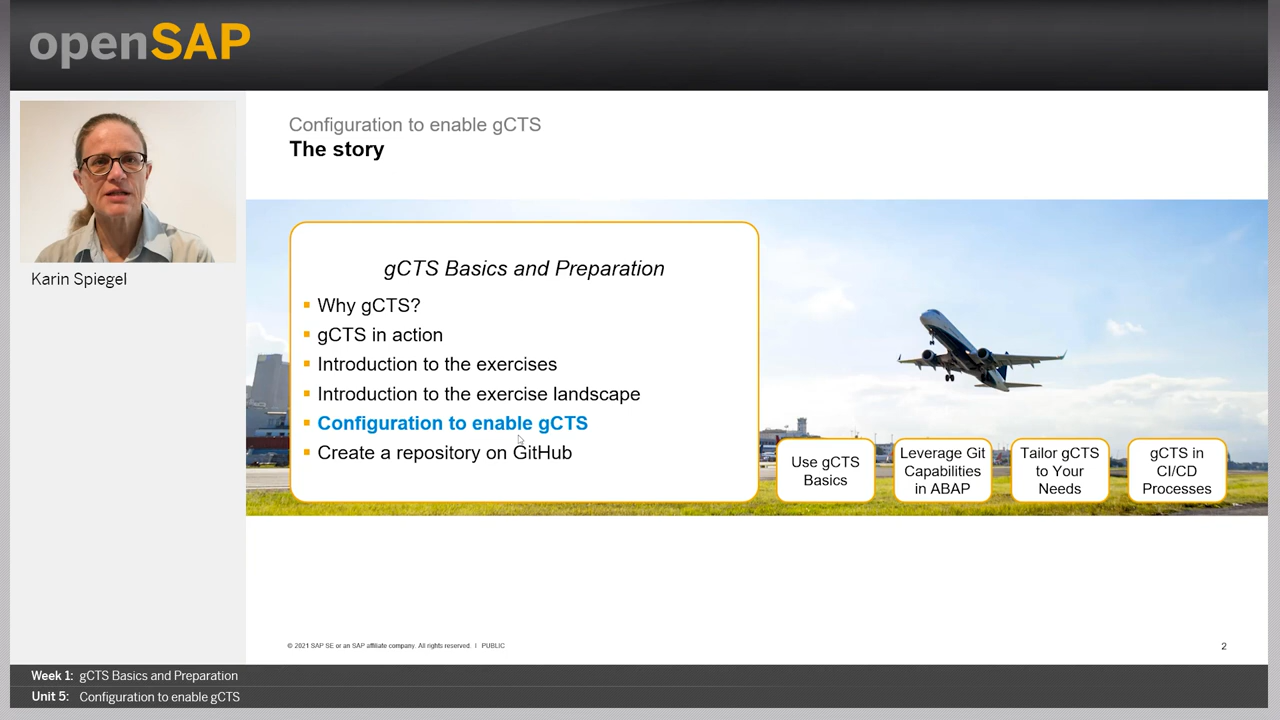 openSAP
Karin Spiegel
Configuration to enable gCTS
The story
gCTS Basics and Preparation
Why gCTS?
gCTS in action
Introduction to the exercises
Introduction to the exercise landscape
Configuration to enable gCTS
Create a repository on GitHub
Use gCTS
Basics
Leverage Git
Capabilities
in ABAP
Tailor gCTS
to Your
Needs
gCTS in
CI/CD
Processes
© 2021 SAP SE or an SAP affiliate company. All rights reserved. | PUBLIC
2
Week 1: gCTS Basics and Preparation
Unit 5: Configuration to enable gCTS